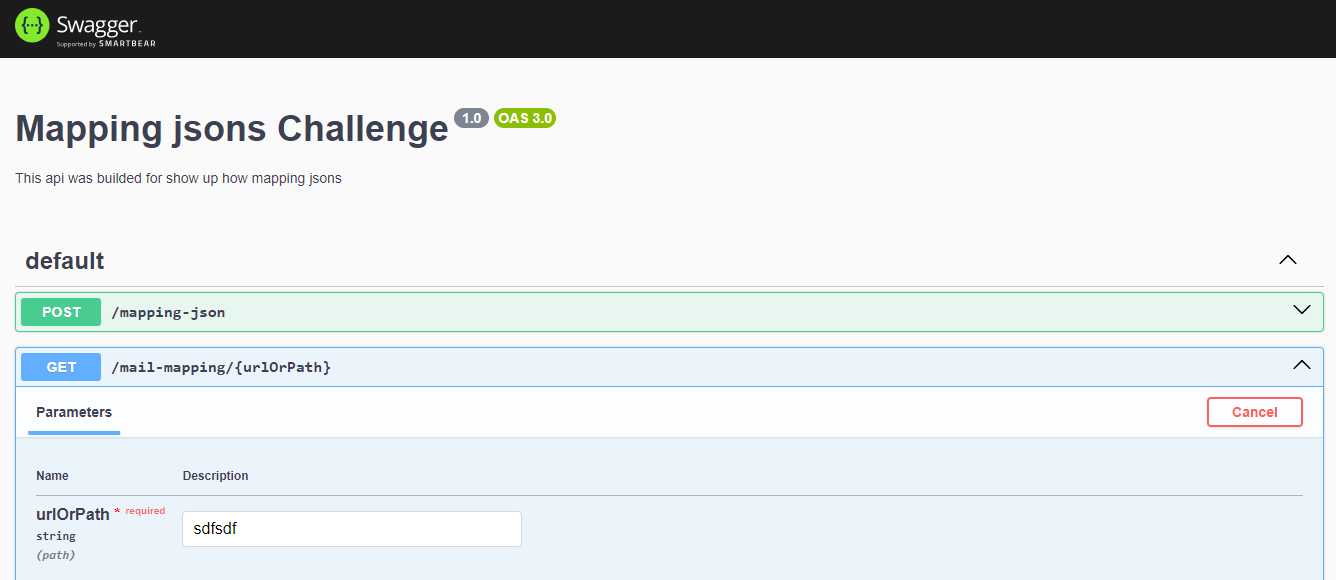 Swagger
Supported by SMARTBEAR
Mapping jsons Challenge 1.0 OAS 3.0
This api was builded for show up how mapping jsons
default
POST /mapping-json
GET /mail-mapping/{urlOrPath}
Parameters Cancel
Name Description
urlOrPath * required
string
(path)
sdfsdf